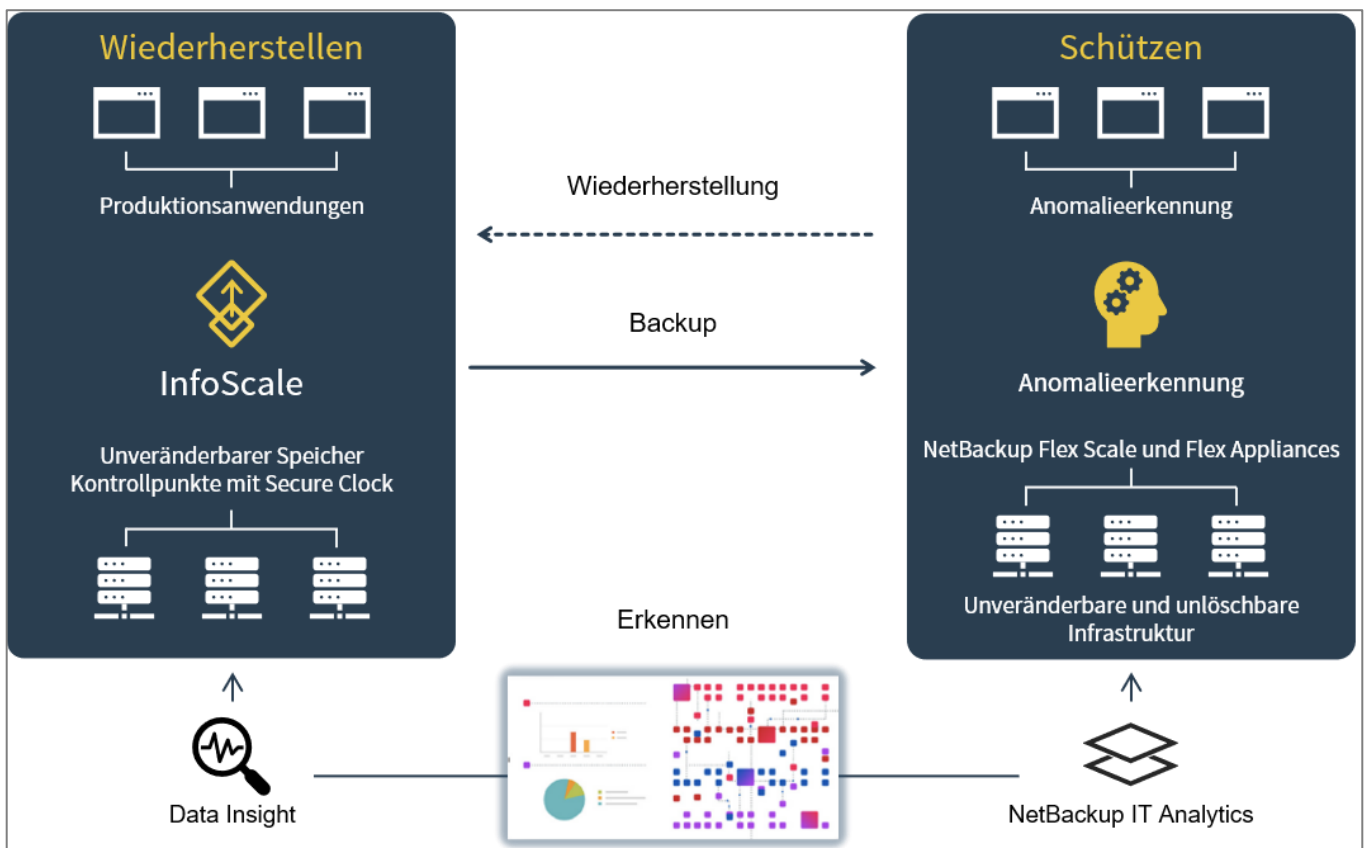 Wiederherstellen
Produktionsanwendungen
InfoScale
Unveränderbarer Speicher
Kontrollpunkte mit Secure Clock
Wiederherstellung
Backup
Erkennen
Schützen
Anomalieerkennung
Anomalieerkennung
NetBackup Flex Scale und Flex Appliances
Unveränderbare und unlöschbare
Infrastruktur
Data Insight
NetBackup IT Analytics